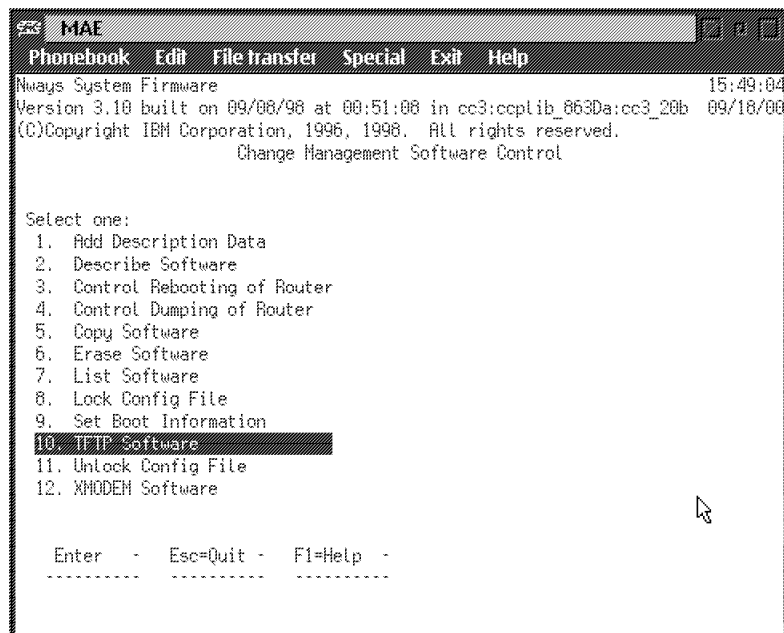 MAE
Phonebook Edit File transfer Special Exit Help
Nways System Firmware 15:49:04
Version 3.10 built on 09/08/98 at 00:51:08 in cc3:ccplib_863Da:cc3_20b 09/18/00
(C)Copyright IBM Corporation, 1996, 1998. All rights reserved.
Change Management Software Control
Select one:
1. Add Description Data
2. Describe Software
3. Control Rebooting of Router
4. Control Dumping of Router
5. Copy Software
6. Erase Software
7. List Software
8. Lock Config File
9. Set Boot Information
10. TFTP Software
11. Unlock Config File
12. XMODEM Software
Enter - Esc=Quit - F1=Help -
---------- ---------- ----------